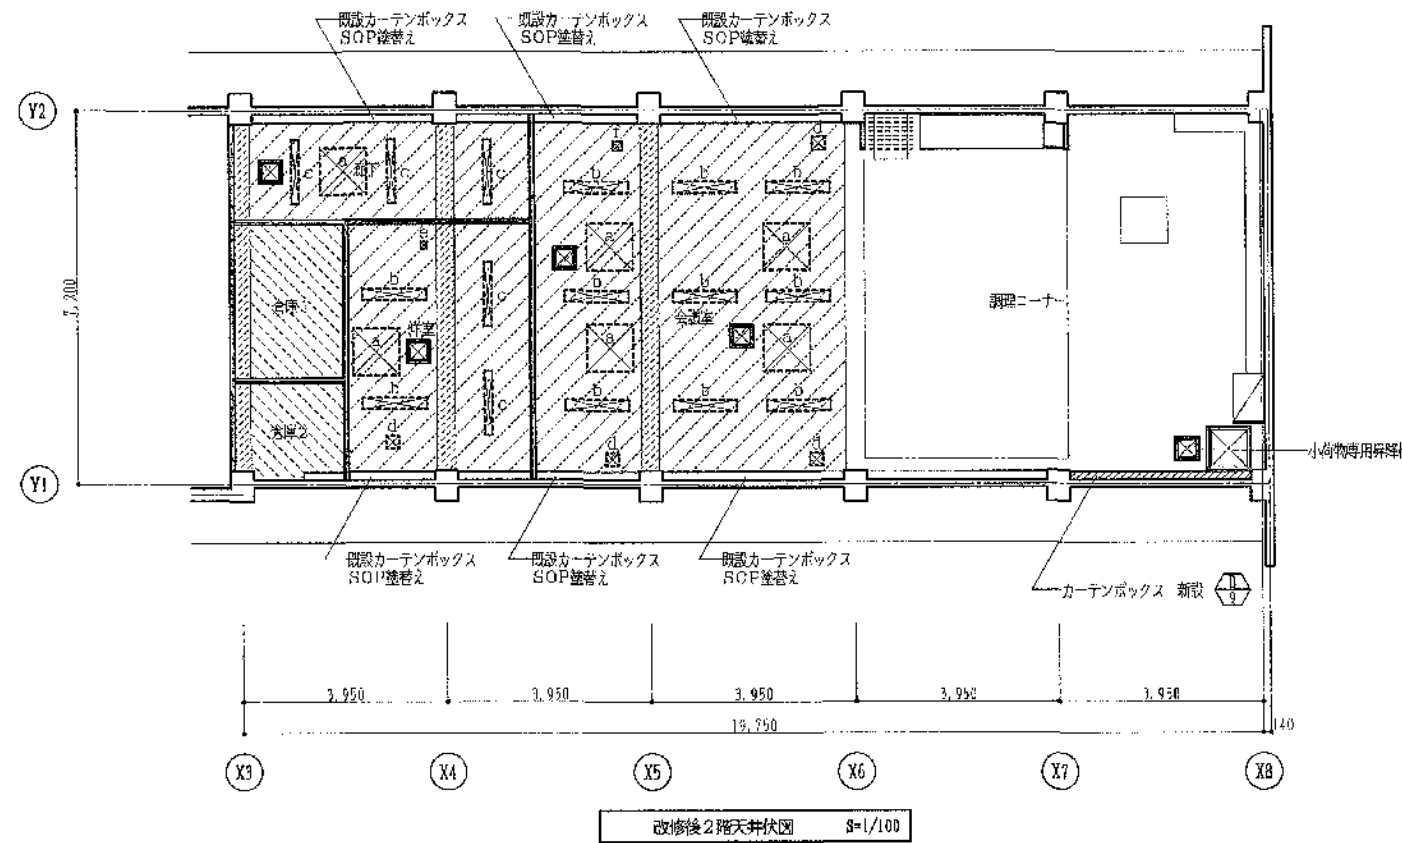 既設カーテンボックス
SOP塗替え
既設カーテンボックス
SOP塗替え
既設カーテンボックス
SOP塗替え
Y2
f
d
a
c
c
c
b
b
b
e
a
a
7,200
倉庫1
b
c
b
b
b
調理コーナー
会議室
洋室
a
a
a
b
c
b
b
b
倉庫2
d
d
d
小荷物専用昇降機
Y1
既設カーテンボックス
SOP塗替え
既設カーテンボックス
SOP塗替え
既設カーテンボックス
SOP塗替え
カーテンボックス 新設
9
3,950
3,950
3,950
3,950
3,950
19,750
140
X3
X4
X5
X6
X7
X8
改修後2階天井伏図 S=1/100